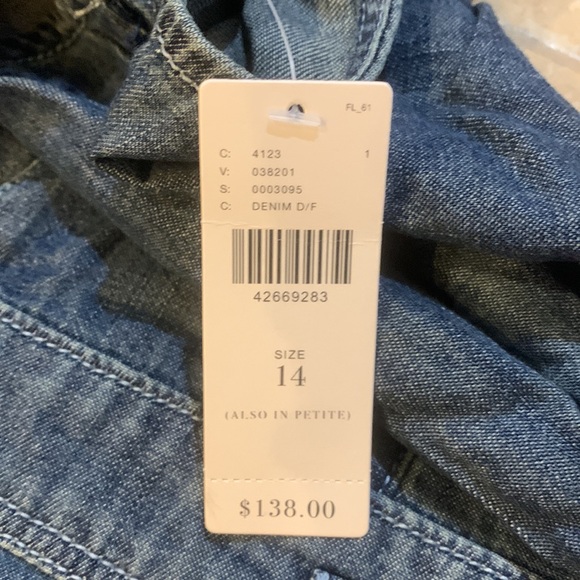 FL_61
C: 4123 1
V: 038201
S: 0003095
C: DENIM D/F
42669283
SIZE
14
(ALSO IN PETITE)
$138.00